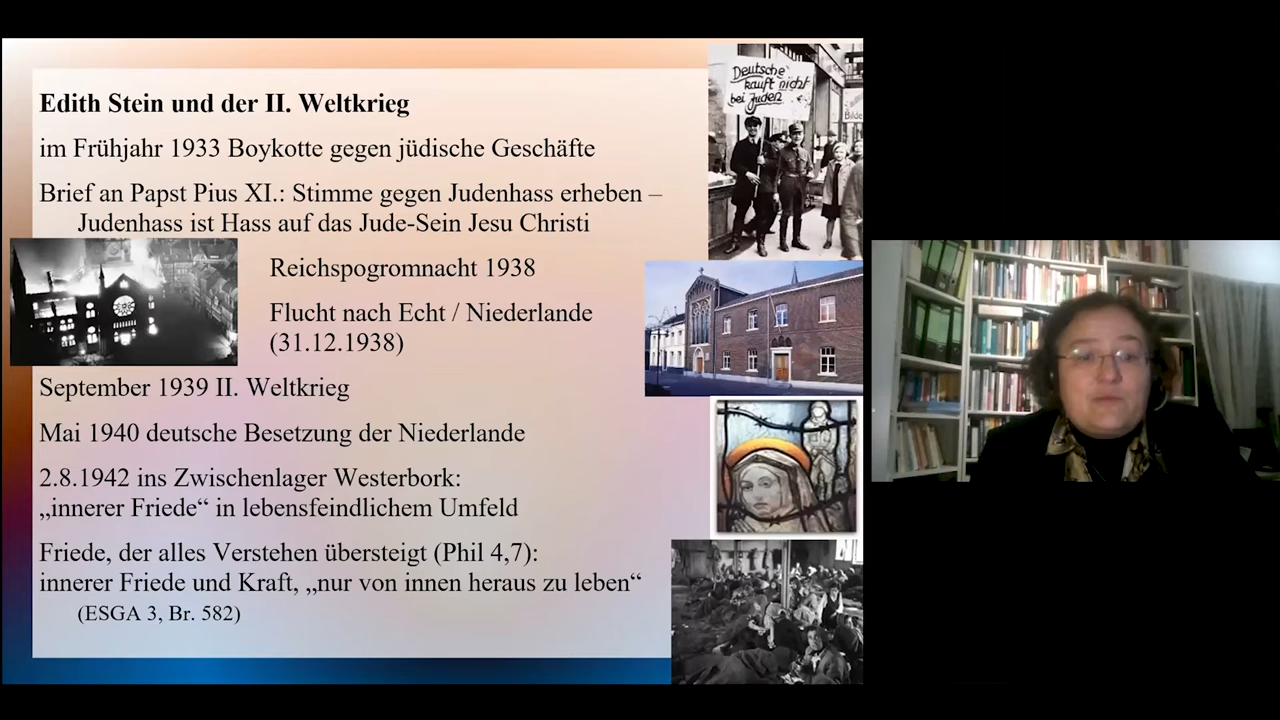 Edith Stein und der II. Weltkrieg
im Frühjahr 1933 Boykotte gegen jüdische Geschäfte
Brief an Papst Pius XI.: Stimme gegen Judenhass erheben –
Judenhass ist Hass auf das Jude-Sein Jesu Christi
Reichspogromnacht 1938
Flucht nach Echt / Niederlande
(31.12.1938)
September 1939 II. Weltkrieg
Mai 1940 deutsche Besetzung der Niederlande
2.8.1942 ins Zwischenlager Westerbork:
„innerer Friede“ in lebensfeindlichem Umfeld
Friede, der alles Verstehen übersteigt (Phil 4,7):
innerer Friede und Kraft, „nur von innen heraus zu leben“
(ESGA 3, Br. 582)
Deutsche
kauft nicht
bei Juden
Bilde